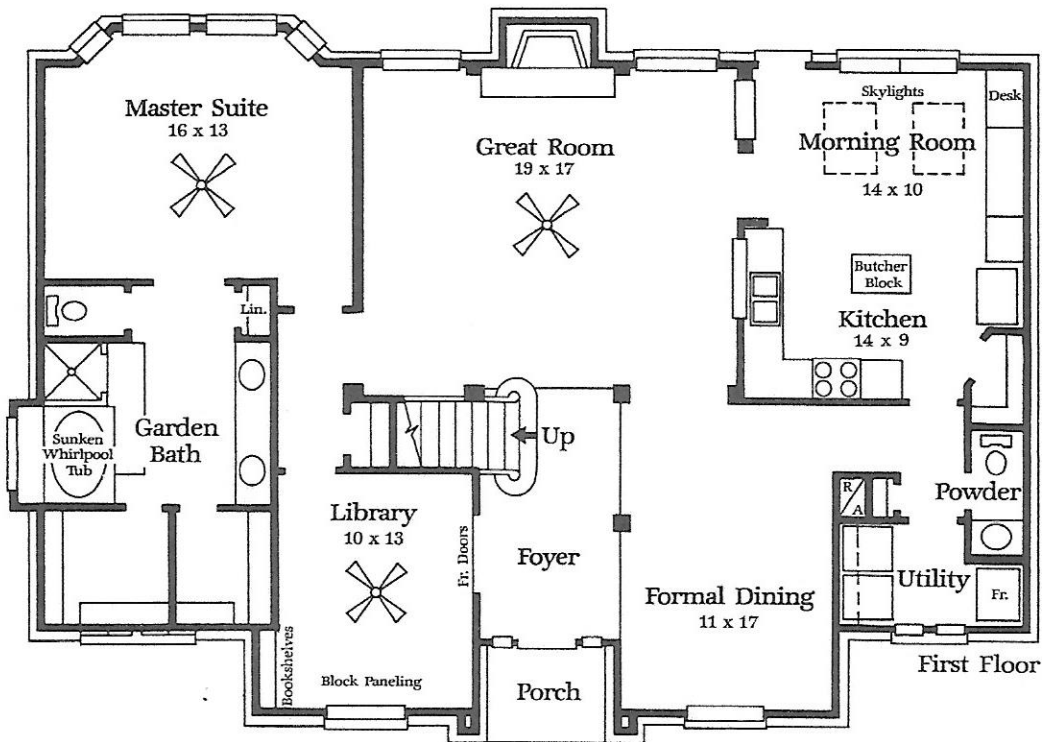 Master Suite
16 x 13
Great Room
19 x 17
Skylights
Desk
Morning Room
14 x 10
Butcher
Block
Kitchen
14 x 9
Lin.
Sunken
Whirlpool
Tub
Garden
Bath
Up
Library
10 x 13
Fr. Doors
Foyer
R
A
Powder
Utility
Fr.
Formal Dining
11 x 17
Bookshelves
Block Paneling
Porch
First Floor